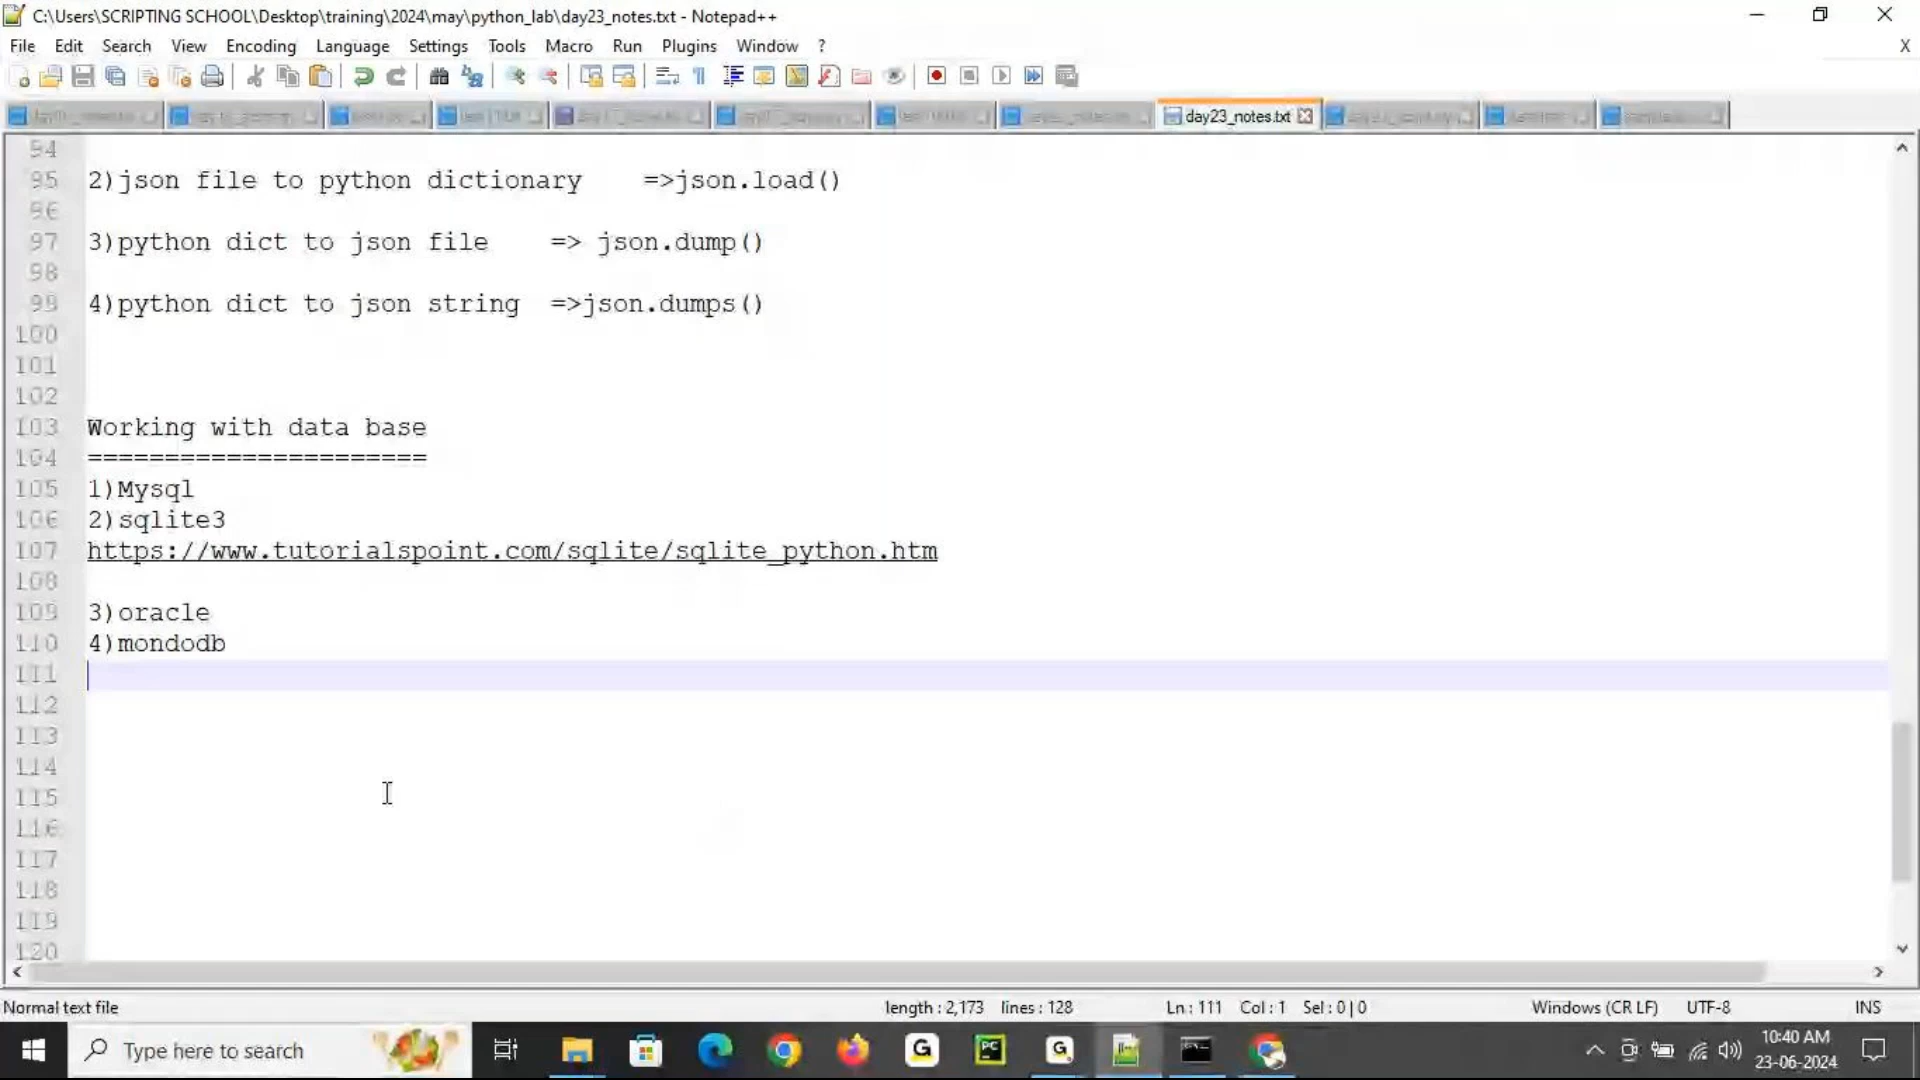 C:\Users\SCRIPTING SCHOOL\Desktop\training\2024\may\python_lab\day23_notes.txt - Notepad++
File Edit Search View Encoding Language Settings Tools Macro Run Plugins Window ? X
day23_notes.txt
94
95 2)json file to python dictionary =>json.load()
96
97 3)python dict to json file => json.dump()
98
99 4)python dict to json string =>json.dumps()
100
101
102
103 Working with data base
104 ======================
105 1)Mysql
106 2)sqlite3
107 https://www.tutorialspoint.com/sqlite/sqlite_python.htm
108
109 3)oracle
110 4)mondodb
111
112
113
114
115
116
117
118
119
120
Normal text file length : 2,173 lines : 128 Ln : 111 Col : 1 Sel : 0 | 0 Windows (CR LF) UTF-8 INS
Type here to search
10:40 AM
23-06-2024